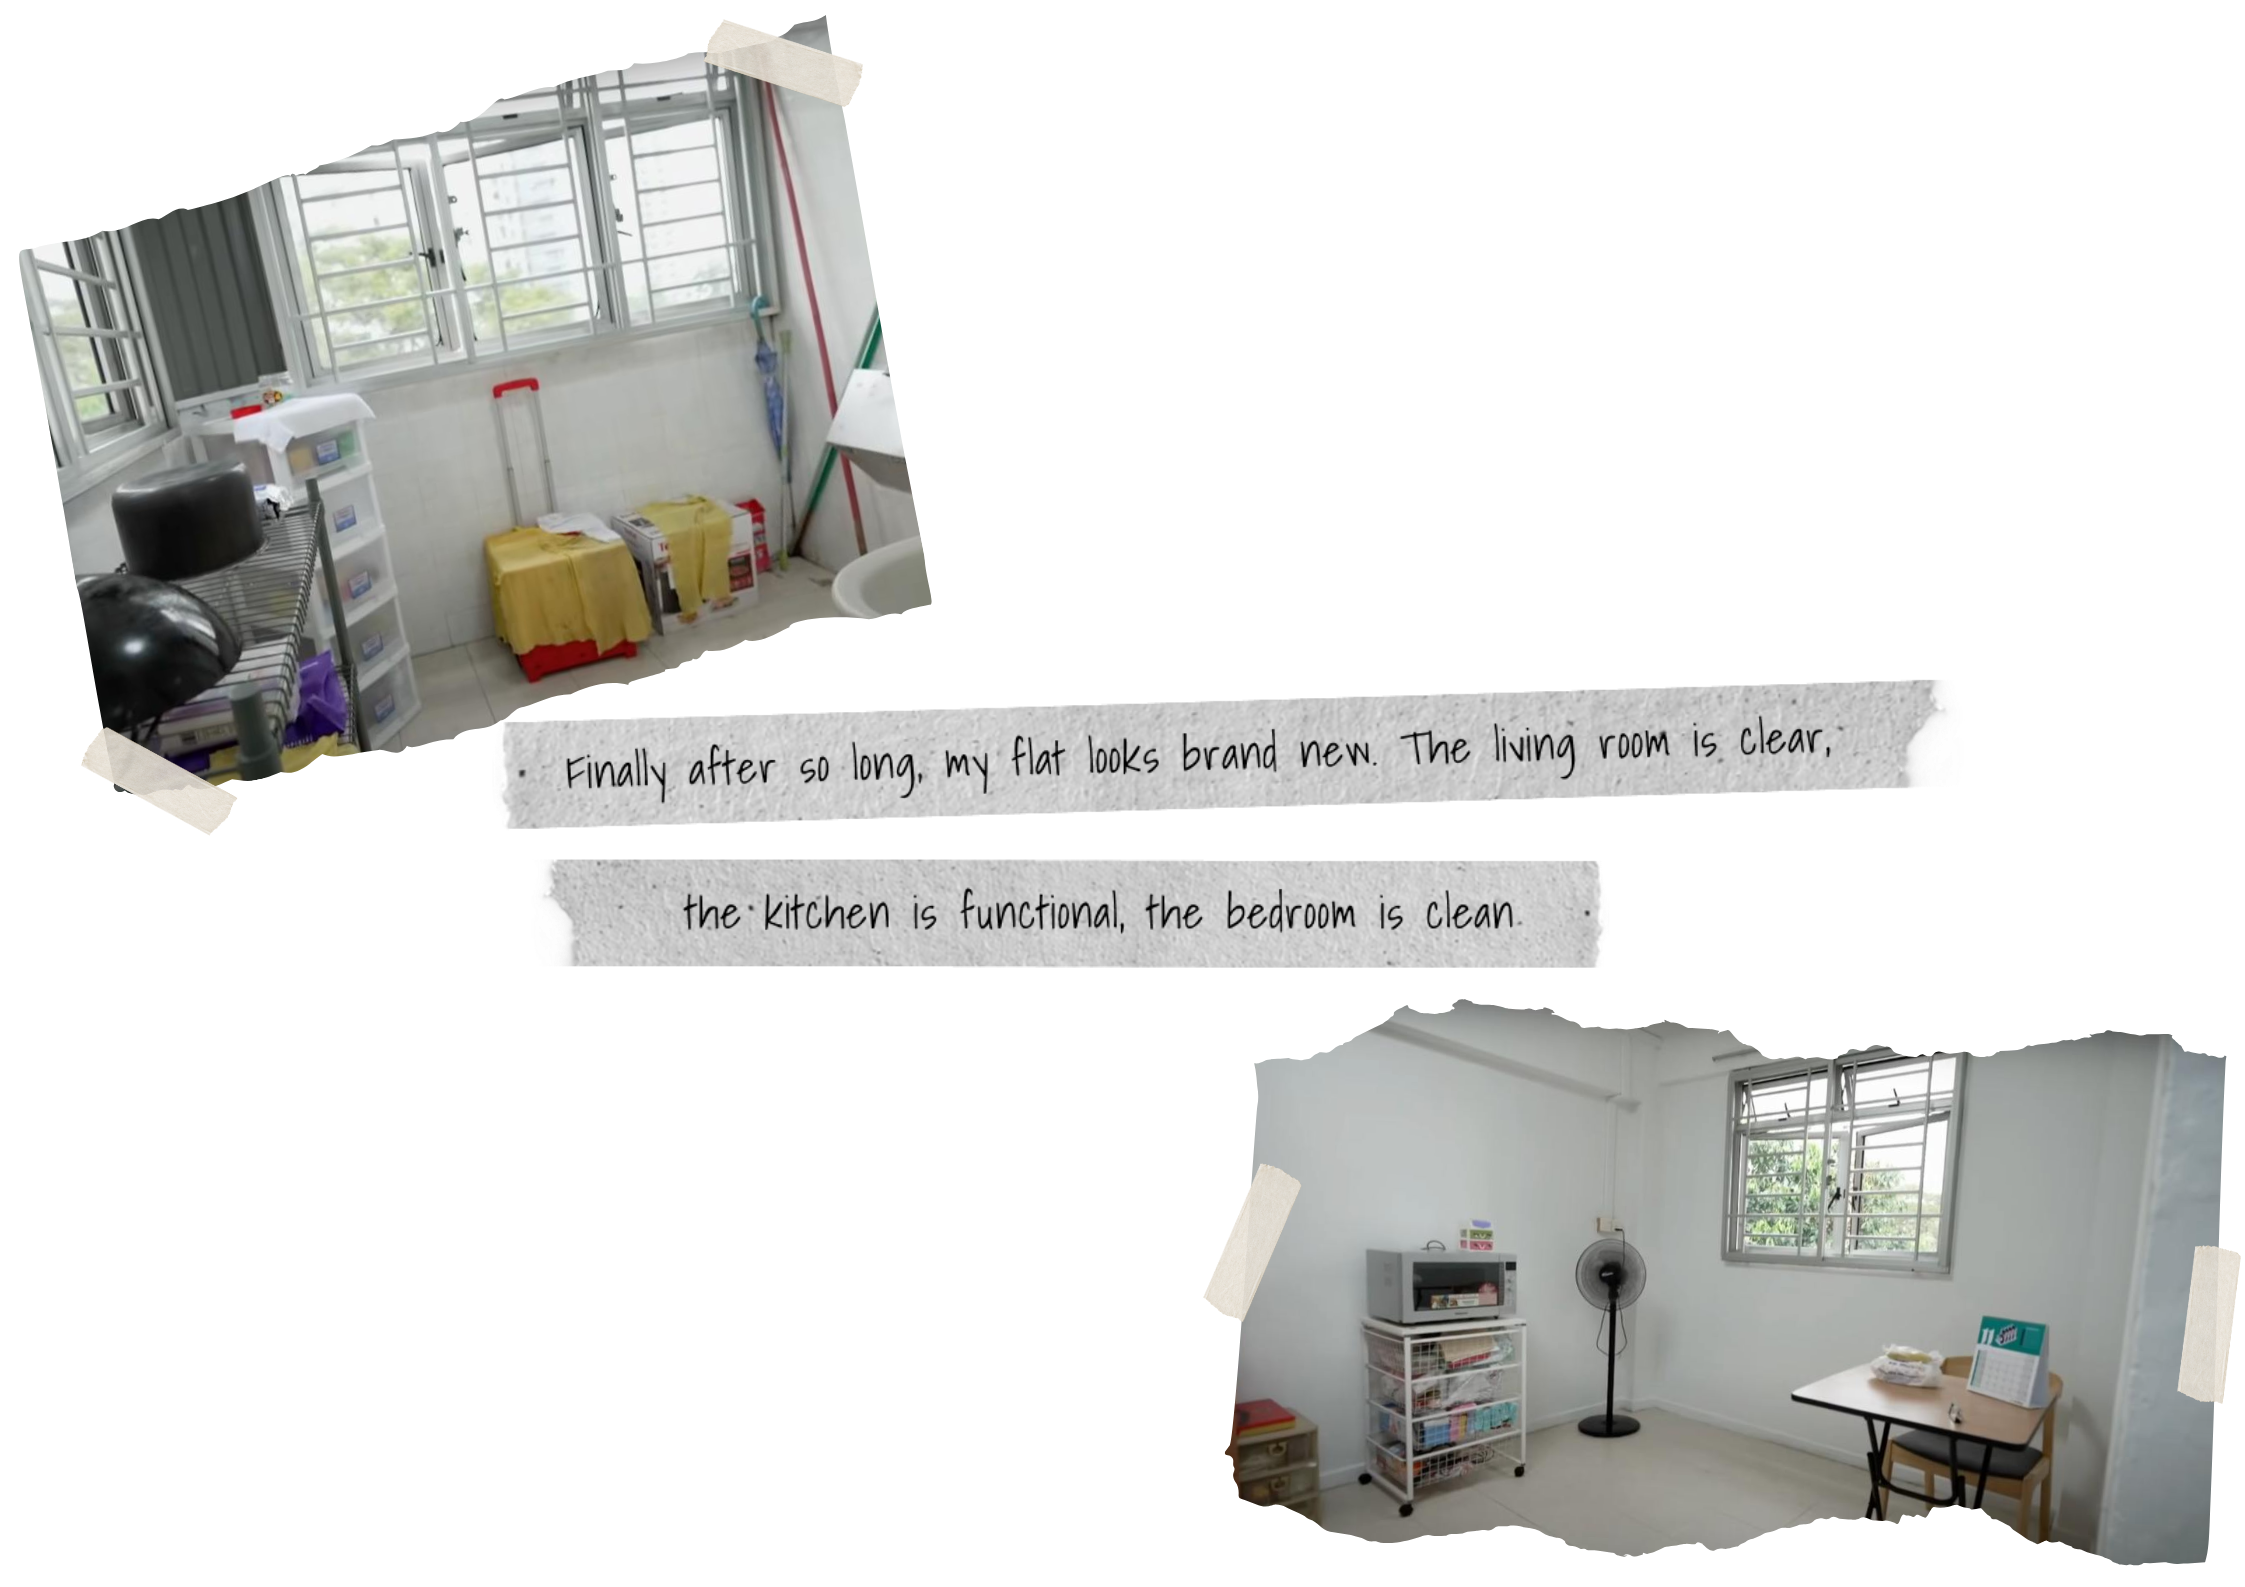 Finally after so long, my flat looks brand new. The living room is clear,
the kitchen is functional, the bedroom is clean.
11